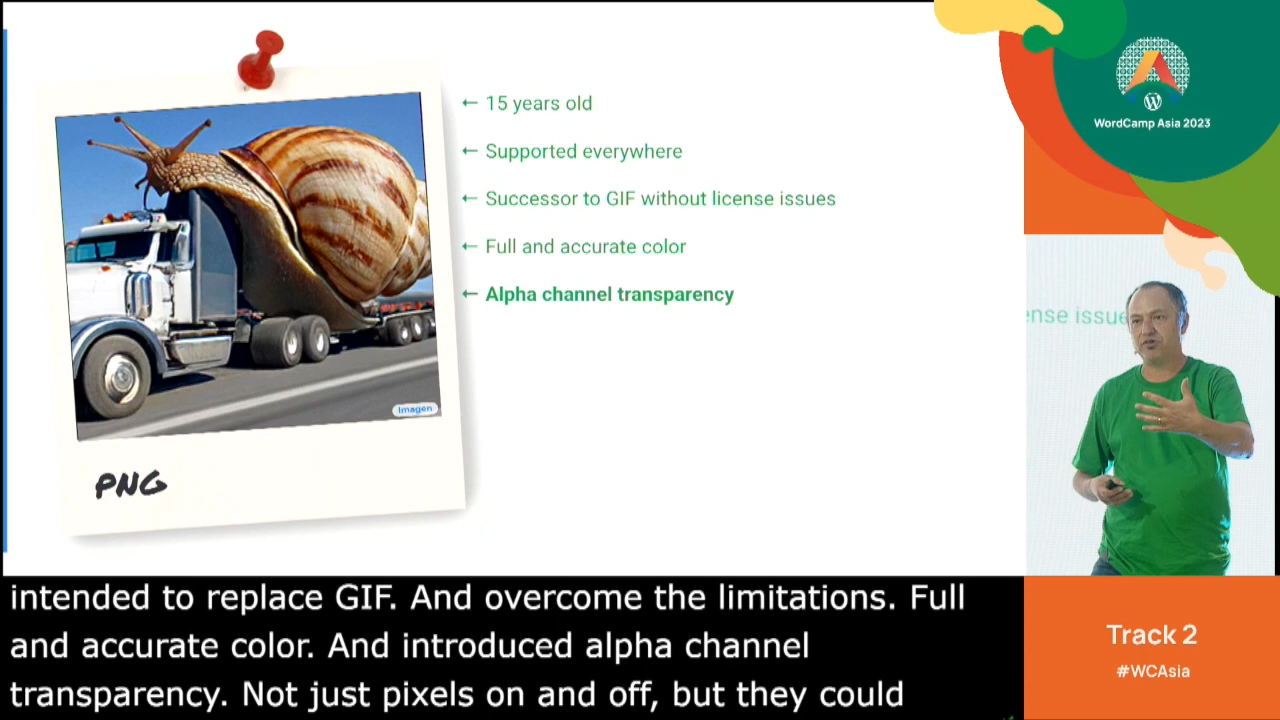 ← 15 years old
← Supported everywhere
← Successor to GIF without license issues
← Full and accurate color
← Alpha channel transparency
Imagen
PNG
WordCamp Asia 2023
ense issue
intended to replace GIF. And overcome the limitations. Full
and accurate color. And introduced alpha channel
transparency. Not just pixels on and off, but they could
Track 2
#WCAsia